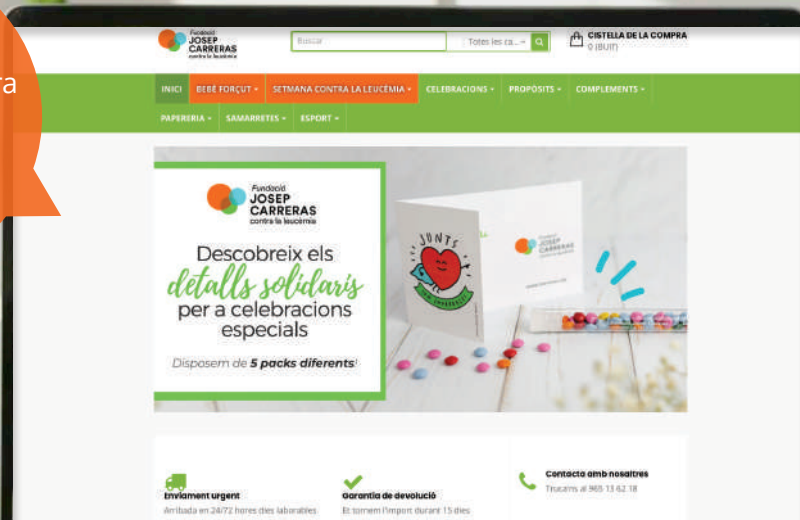 ra
Fundació
JOSEP
CARRERAS
contra la leucèmia
Buscar
Totes les ca...
CISTELLA DE LA COMPRA
0 (BUIT)
INICI
BEBÈ FORÇUT
SETMANA CONTRA LA LEUCÈMIA
CELEBRACIONS
PROPÒSITS
COMPLEMENTS
PAPERERIA
SAMARRETES
ESPORT
Fundació
JOSEP
CARRERAS
contra la leucèmia
Descobreix els
detalls solidaris
per a celebracions
especials
Disposem de 5 packs diferents!
JUNTS
Fundació
JOSEP
CARRERAS
Enviament urgent
Arribada en 24/72 hores dies laborables
Garantia de devolució
Et tornem l'import durant 15 dies
Contacta amb nosaltres
Truca'ns al 965 13 62 18